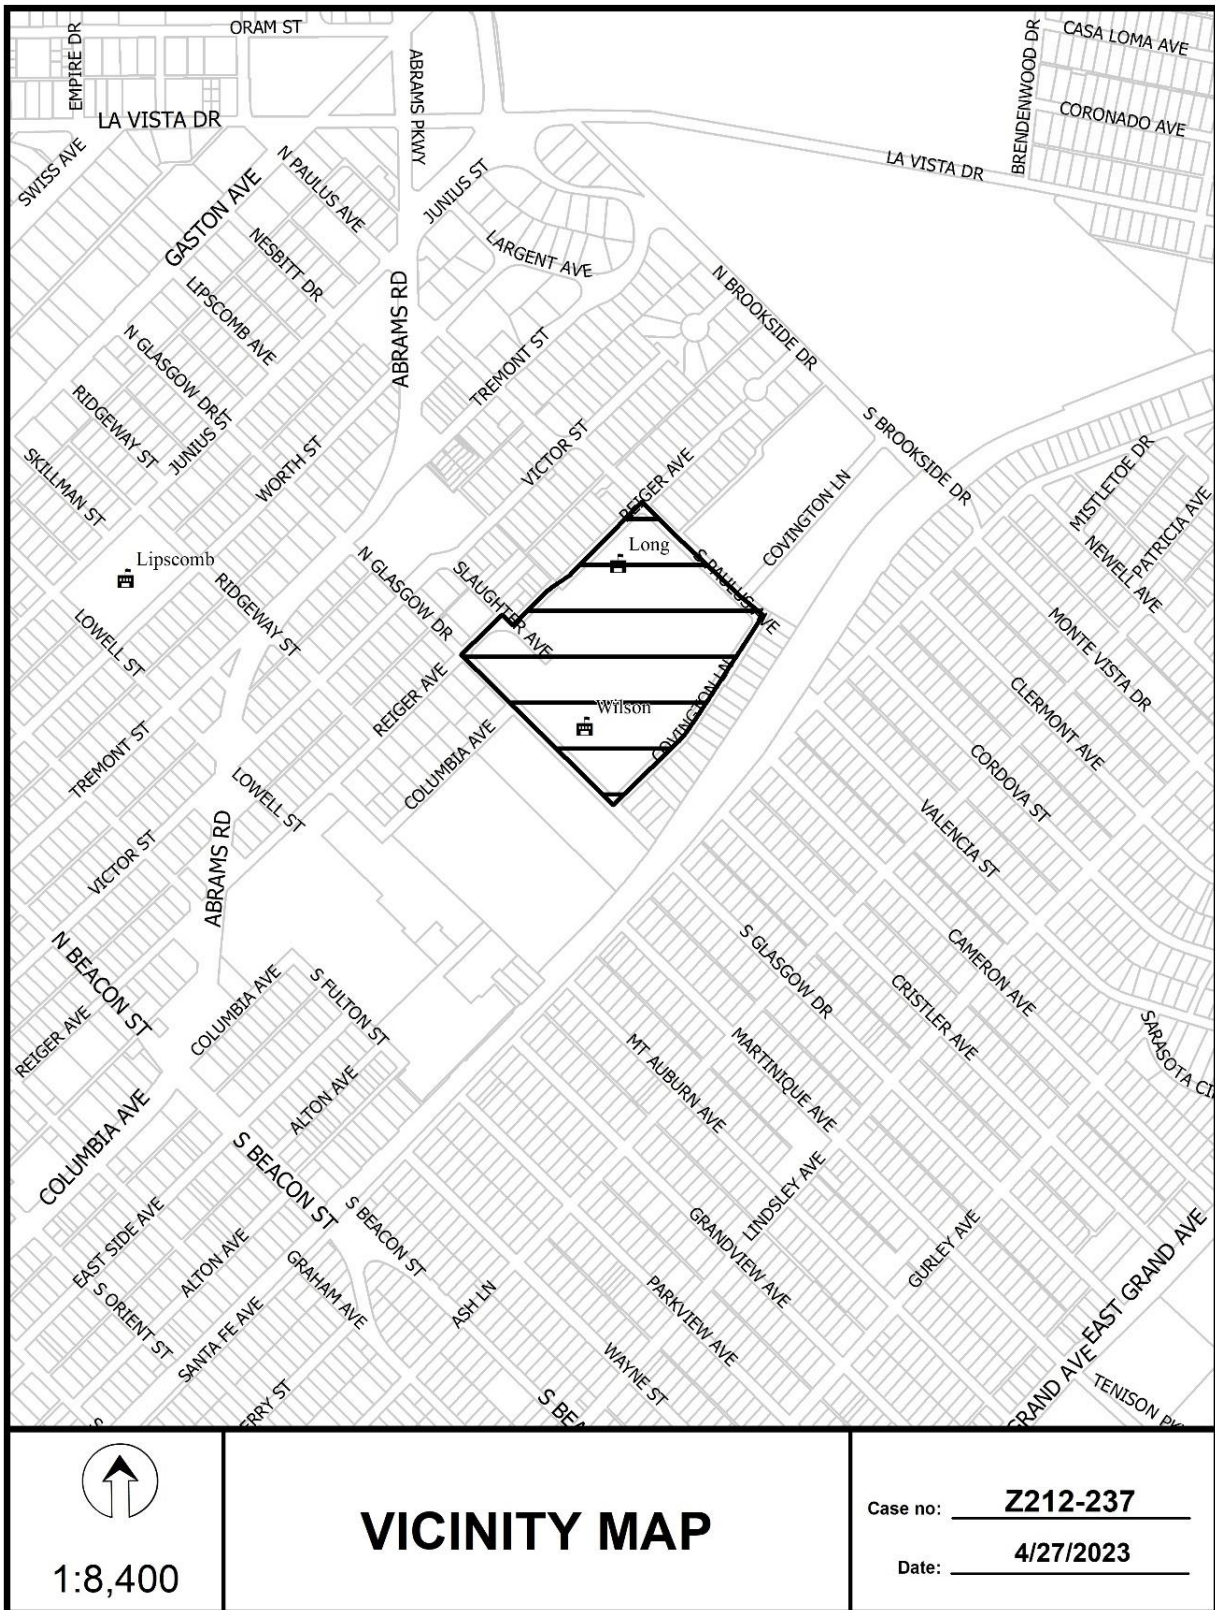 ORAM ST
EMPIRE DR
ABRAMS PKWY
CASA LOMA AVE
BRENDENWOOD DR
CORONADO AVE
LA VISTA DR
LA VISTA DR
SWISS AVE
N PAULUS AVE
GASTON AVE
JUNIUS ST
NESBITT DR
LARGENT AVE
LIPSCOMB AVE
N BROOKSIDE DR
ABRAMS RD
N GLASGOW DR
TREMONT ST
RIDGEWAY ST
JUNIUS ST
S BROOKSIDE DR
SKILLMAN ST
WORTH ST
VICTOR ST
REIGER AVE
MISTLETOE DR
COVINGTON LN
PATRICIA AVE
Lipscomb
Long
NEWELL AVE
N GLASGOW DR
SLAUGHTER AVE
S PAULUS AVE
RIDGEWAY ST
LOWELL ST
MONTE VISTA DR
REIGER AVE
Wilson
COVINGTON LN
CLERMONT AVE
TREMONT ST
COLUMBIA AVE
CORDOVA ST
LOWELL ST
VALENCIA ST
VICTOR ST
ABRAMS RD
N BEACON ST
S GLASGOW DR
CAMERON AVE
COLUMBIA AVE
S FULTON ST
CRISTLER AVE
REIGER AVE
MT AUBURN AVE
MARTINIQUE AVE
SARASOTA CI
ALTON AVE
COLUMBIA AVE
S BEACON ST
LINDSLEY AVE
EAST SIDE AVE
S BEACON ST
GRANDVIEW AVE
GURLEY AVE
EAST GRAND AVE
ALTON AVE
GRAHAM AVE
ASH LN
S ORIENT ST
SANTA FE AVE
PARKVIEW AVE
WAYNE ST
GRAND AVE
TENISON PK
ERRY ST
S BEA
1:8,400
VICINITY MAP
Case no: Z212-237
Date: 4/27/2023